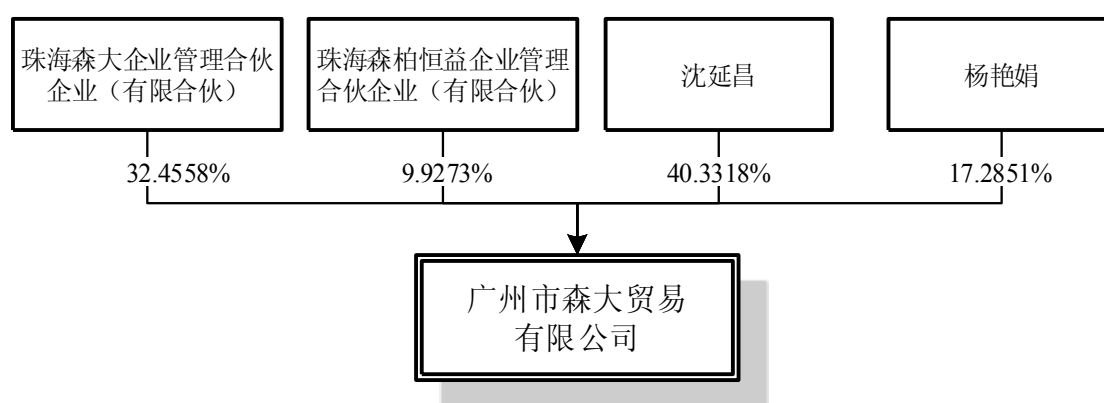 珠海森大企业管理合伙
企业（有限合伙）
珠海森柏恒益企业管理
合伙企业（有限合伙）
沈延昌
杨艳娟
32.4558%
9.9273%
40.3318%
17.2851%
广州市森大贸易
有限公司